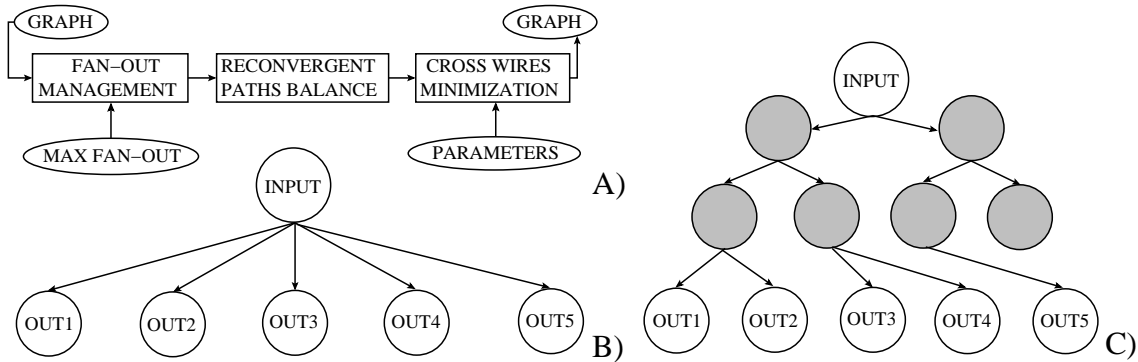 GRAPH
FAN−OUT
MANAGEMENT
RECONVERGENT
PATHS BALANCE
CROSS WIRES
MINIMIZATION
GRAPH
MAX FAN−OUT
PARAMETERS
A)
INPUT
OUT1
OUT2
OUT3
OUT4
OUT5
B)
INPUT
OUT1
OUT2
OUT3
OUT4
OUT5
C)